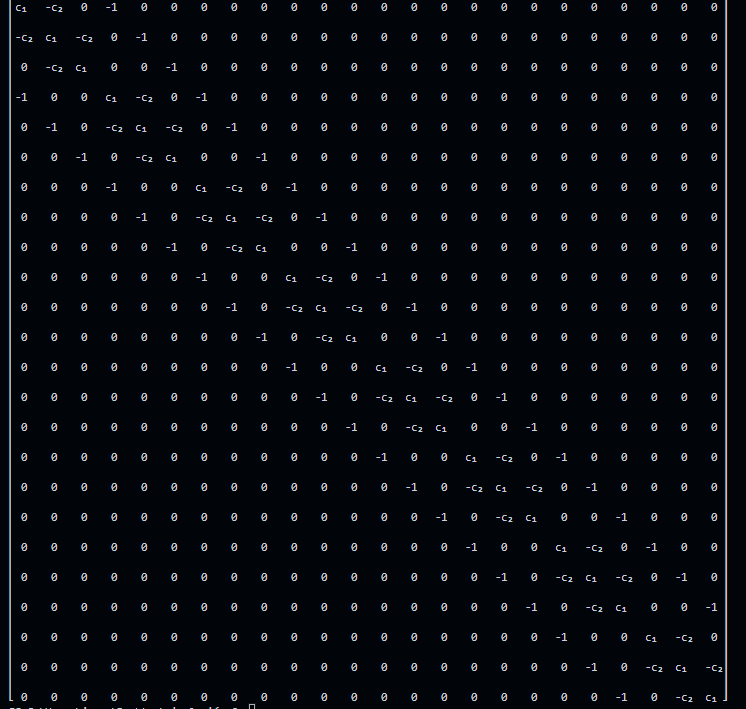 c₁ -c₂ 0 -1 0 0 0 0 0 0 0 0 0 0 0 0 0 0 0 0 0 0 0 0
-c₂ c₁ -c₂ 0 -1 0 0 0 0 0 0 0 0 0 0 0 0 0 0 0 0 0 0 0
0 -c₂ c₁ 0 0 -1 0 0 0 0 0 0 0 0 0 0 0 0 0 0 0 0 0 0
-1 0 0 c₁ -c₂ 0 -1 0 0 0 0 0 0 0 0 0 0 0 0 0 0 0 0 0
0 -1 0 -c₂ c₁ -c₂ 0 -1 0 0 0 0 0 0 0 0 0 0 0 0 0 0 0 0
0 0 -1 0 -c₂ c₁ 0 0 -1 0 0 0 0 0 0 0 0 0 0 0 0 0 0 0
0 0 0 -1 0 0 c₁ -c₂ 0 -1 0 0 0 0 0 0 0 0 0 0 0 0 0 0
0 0 0 0 -1 0 -c₂ c₁ -c₂ 0 -1 0 0 0 0 0 0 0 0 0 0 0 0 0
0 0 0 0 0 -1 0 -c₂ c₁ 0 0 -1 0 0 0 0 0 0 0 0 0 0 0 0
0 0 0 0 0 0 -1 0 0 c₁ -c₂ 0 -1 0 0 0 0 0 0 0 0 0 0 0
0 0 0 0 0 0 0 -1 0 -c₂ c₁ -c₂ 0 -1 0 0 0 0 0 0 0 0 0 0
0 0 0 0 0 0 0 0 -1 0 -c₂ c₁ 0 0 -1 0 0 0 0 0 0 0 0 0
0 0 0 0 0 0 0 0 0 -1 0 0 c₁ -c₂ 0 -1 0 0 0 0 0 0 0 0
0 0 0 0 0 0 0 0 0 0 -1 0 -c₂ c₁ -c₂ 0 -1 0 0 0 0 0 0 0
0 0 0 0 0 0 0 0 0 0 0 -1 0 -c₂ c₁ 0 0 -1 0 0 0 0 0 0
0 0 0 0 0 0 0 0 0 0 0 0 -1 0 0 c₁ -c₂ 0 -1 0 0 0 0 0
0 0 0 0 0 0 0 0 0 0 0 0 0 -1 0 -c₂ c₁ -c₂ 0 -1 0 0 0 0
0 0 0 0 0 0 0 0 0 0 0 0 0 0 -1 0 -c₂ c₁ 0 0 -1 0 0 0
0 0 0 0 0 0 0 0 0 0 0 0 0 0 0 -1 0 0 c₁ -c₂ 0 -1 0 0
0 0 0 0 0 0 0 0 0 0 0 0 0 0 0 0 -1 0 -c₂ c₁ -c₂ 0 -1 0
0 0 0 0 0 0 0 0 0 0 0 0 0 0 0 0 0 -1 0 -c₂ c₁ 0 0 -1
0 0 0 0 0 0 0 0 0 0 0 0 0 0 0 0 0 0 -1 0 0 c₁ -c₂ 0
0 0 0 0 0 0 0 0 0 0 0 0 0 0 0 0 0 0 0 -1 0 -c₂ c₁ -c₂
0 0 0 0 0 0 0 0 0 0 0 0 0 0 0 0 0 0 0 0 -1 0 -c₂ c₁